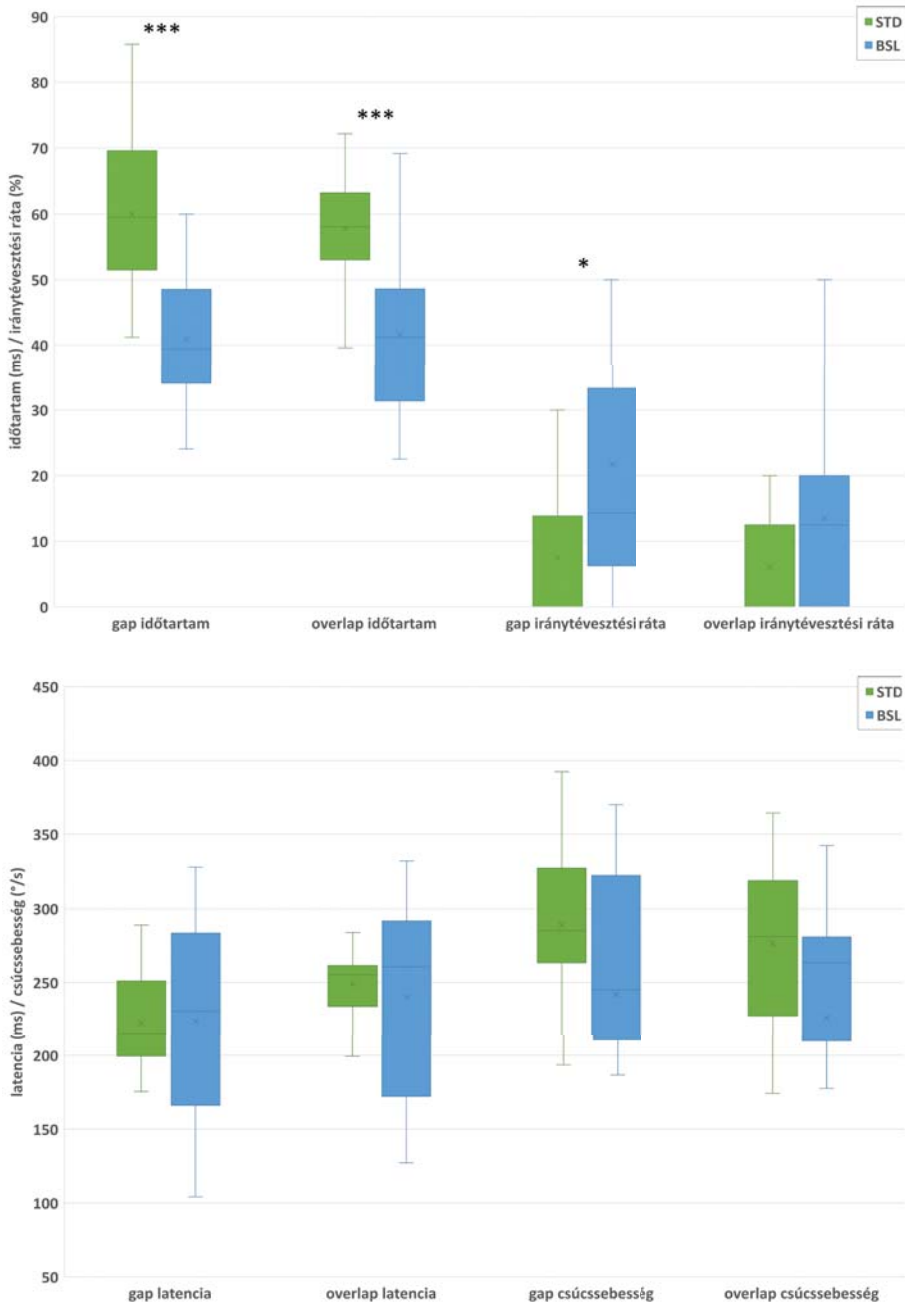 90
80
70
60
50
40
30
20
10
0
időtartam (ms) / iránytévesztési ráta (%)
***
***
*
STD
BSL
gap időtartam
overlap időtartam
gap iránytévesztési ráta
overlap iránytévesztési ráta
450
400
350
300
250
200
150
100
50
latencia (ms) / csúcssebesség (°/s)
STD
BSL
gap latencia
overlap latencia
gap csúcssebesség
overlap csúcssebesség